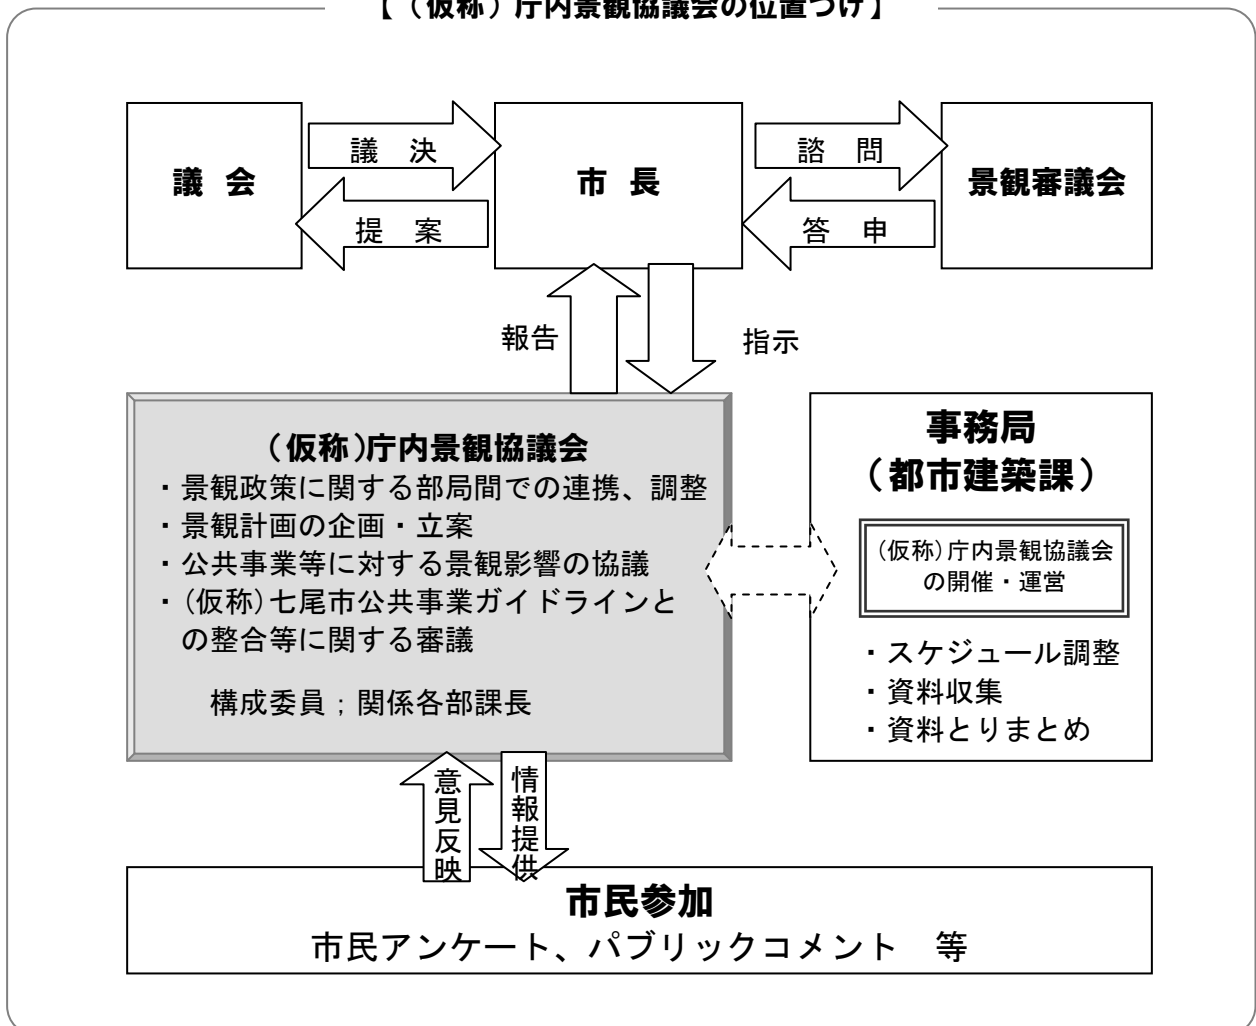 【（仮称）庁内景観協議会の位置づけ】
議　会
議　決
提　案
市　長
諮　問
答　申
景観審議会
報告
指示
（仮称）庁内景観協議会
・景観政策に関する部局間での連携、調整
・景観計画の企画・立案
・公共事業等に対する景観影響の協議
・（仮称）七尾市公共事業ガイドラインと
の整合等に関する審議
構成委員；関係各部課長
事務局
（都市建築課）
（仮称）庁内景観協議会
の開催・運営
・スケジュール調整
・資料収集
・資料とりまとめ
意見反映
情報提供
市民参加
市民アンケート、パブリックコメント　等